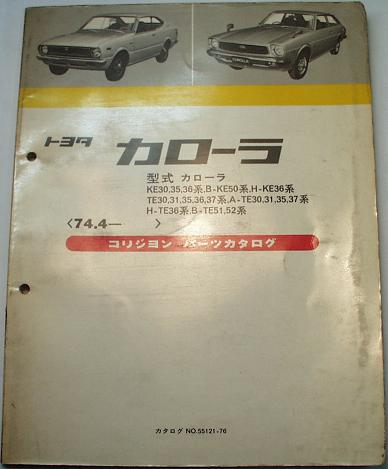 トヨタ カローラ
型式 カローラ
KE30,35,36系,B-KE50系,H-KE36系
TE30,31,35,36,37系,A-TE30,31,35,37系
H-TE36系,B-TE51,52系
〈74.4— 〉
コリジョン パーツカタログ
カタログ NO.55121-76